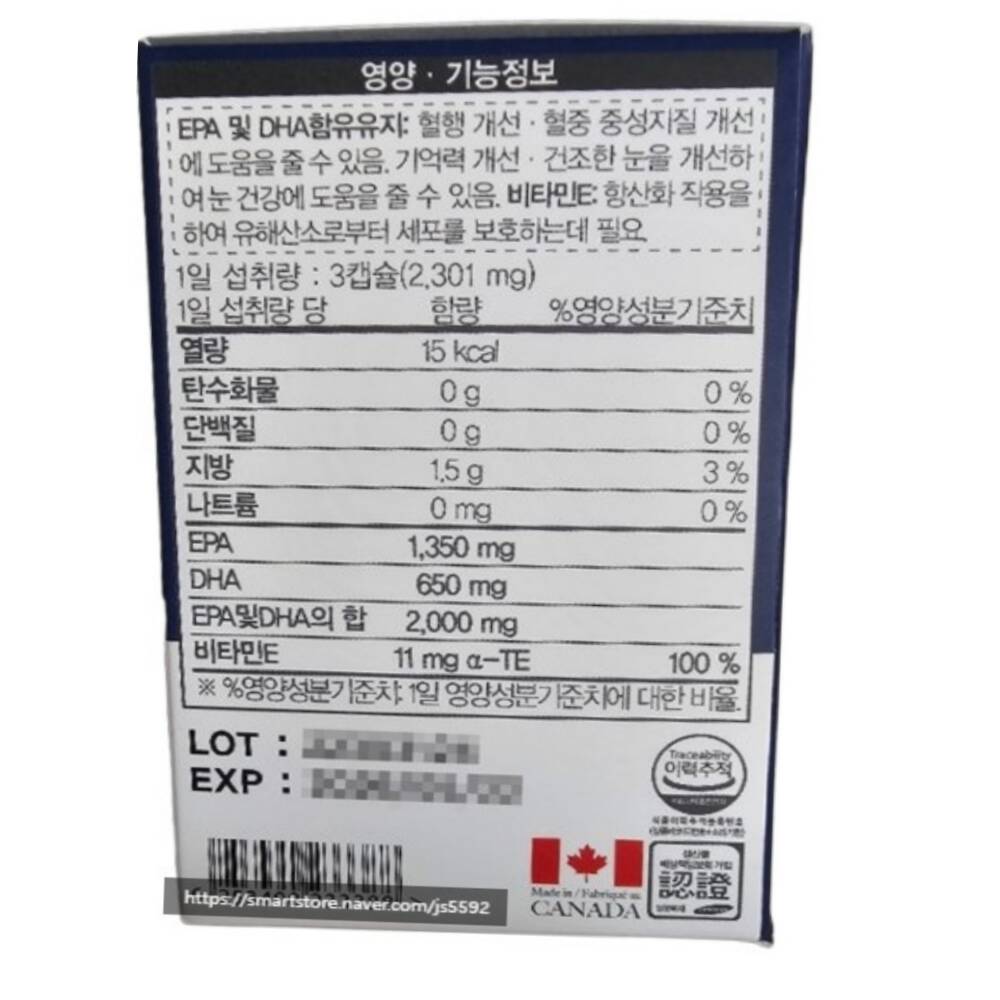 영양 · 기능정보
EPA 및 DHA함유유지: 혈행 개선 · 혈중 중성지질 개선
에 도움을 줄 수 있음. 기억력 개선 · 건조한 눈을 개선하
여 눈 건강에 도움을 줄 수 있음. 비타민E: 항산화 작용을
하여 유해산소로부터 세포를 보호하는데 필요
1일 섭취량 : 3캡슐(2,301 mg)
1일 섭취량 당 함량 %영양성분기준치
열량 15 kcal
탄수화물 0 g 0 %
단백질 0 g 0 %
지방 1.5 g 3 %
나트륨 0 mg 0 %
EPA 1,350 mg
DHA 650 mg
EPA및DHA의 합 2,000 mg
비타민E 11 mg α-TE 100 %
※ %영양성분기준치: 1일 영양성분기준치에 대한 비율.
LOT :
EXP :
Traceability
이력추적
Made in / Fabriqué au
CANADA
認證
https://smartstore.naver.com/js5592